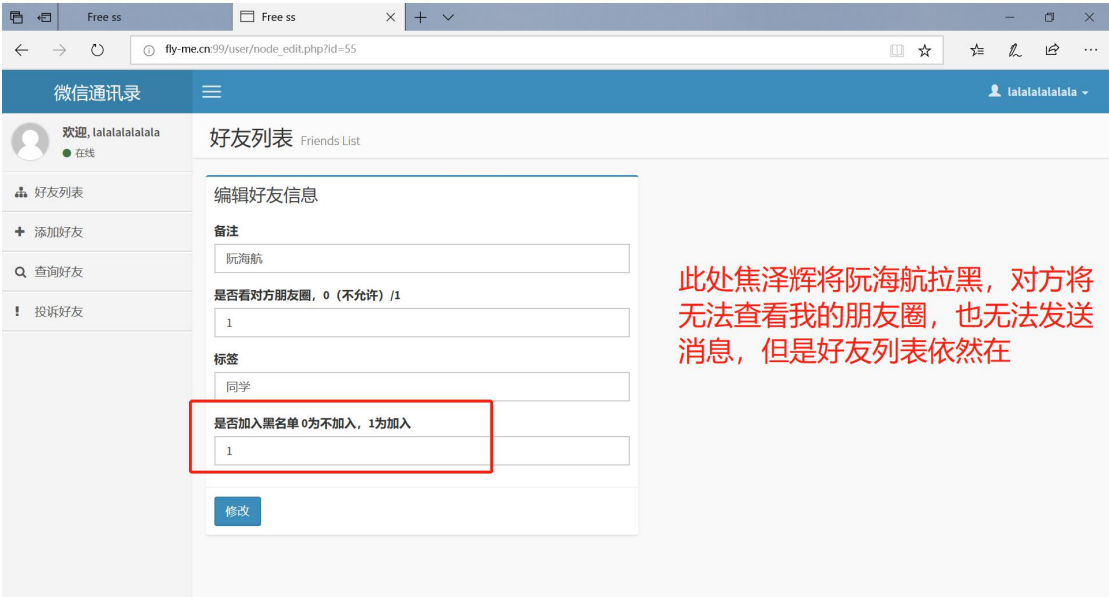 Free ss
Free ss
fly-me.cn:99/user/node_edit.php?id=55
微信通讯录
lalalalalalala
欢迎, lalalalalalala
在线
好友列表 Friends List
好友列表
添加好友
查询好友
投诉好友
编辑好友信息
备注
阮海航
是否看对方朋友圈，0（不允许）/1
1
标签
同学
是否加入黑名单 0为不加入，1为加入
1
修改
此处焦泽辉将阮海航拉黑，对方将
无法查看我的朋友圈，也无法发送
消息，但是好友列表依然在